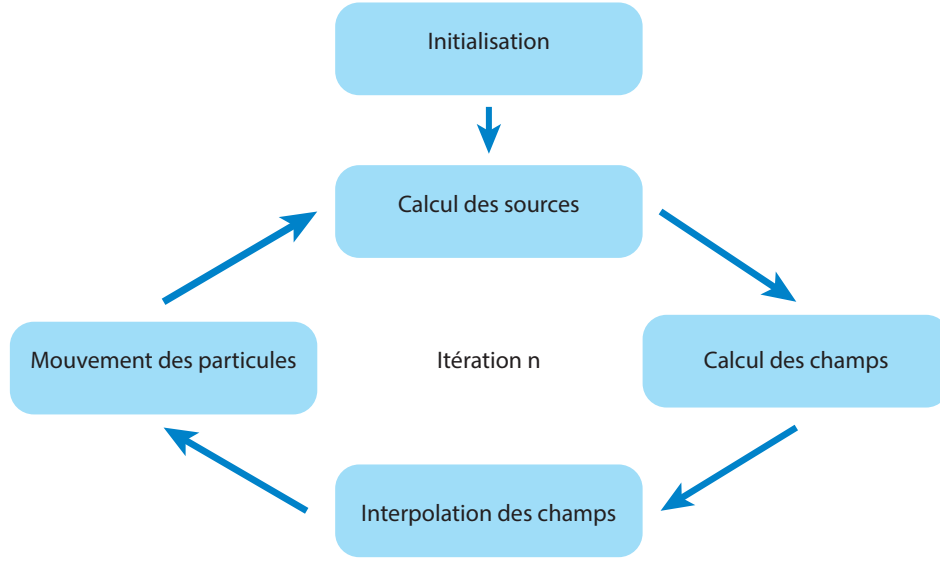 Initialisation
Calcul des sources
Mouvement des particules
Itération n
Calcul des champs
Interpolation des champs